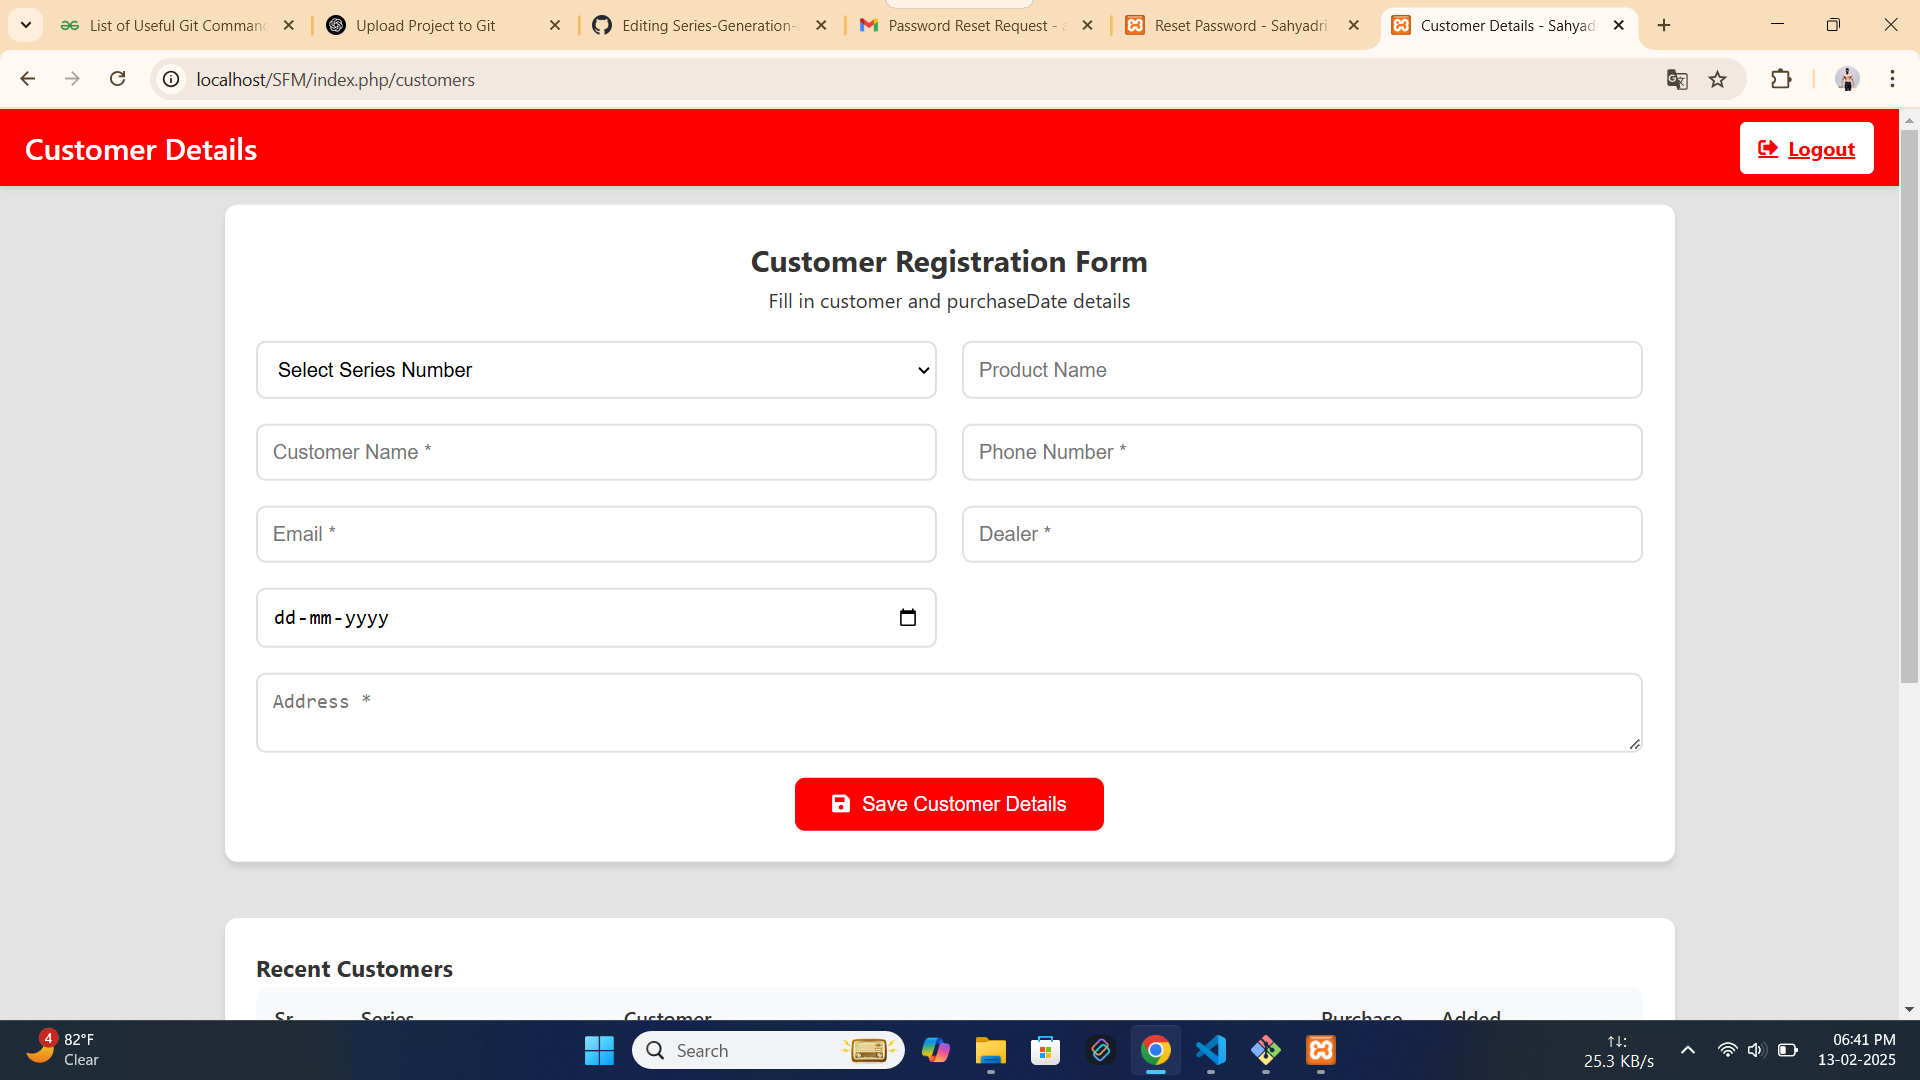 List of Useful Git Comman
Upload Project to Git
Editing Series-Generation-
Password Reset Request -
Reset Password - Sahyadri
Customer Details - Sahyad
localhost/SFM/index.php/customers
Customer Details
Logout
Customer Registration Form
Fill in customer and purchaseDate details
Select Series Number
Product Name
Customer Name *
Phone Number *
Email *
Dealer *
dd-mm-yyyy
Address *
Save Customer Details
Recent Customers
Sr
Series
Customer
Purchase
Added
4
82°F
Clear
Search
25.3 KB/s
06:41 PM
13-02-2025